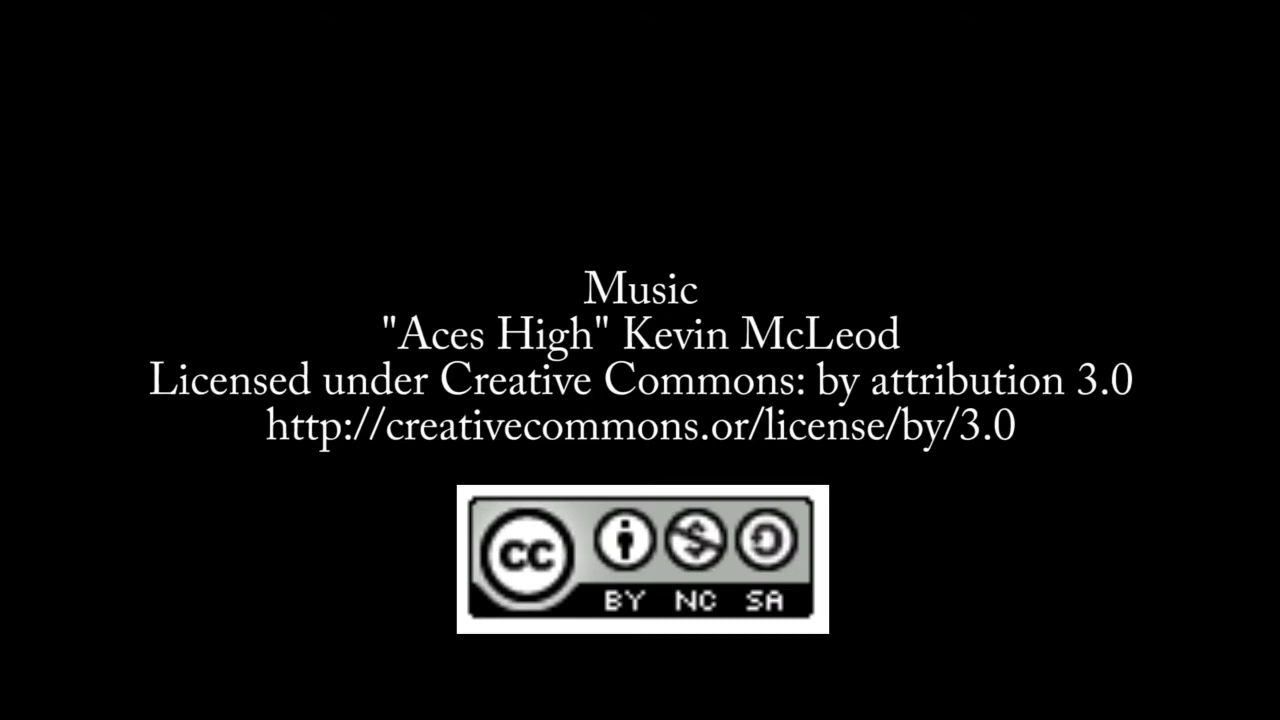 Music
"Aces High" Kevin McLeod
Licensed under Creative Commons: by attribution 3.0
http://creativecommons.or/license/by/3.0
CC
BY NC SA